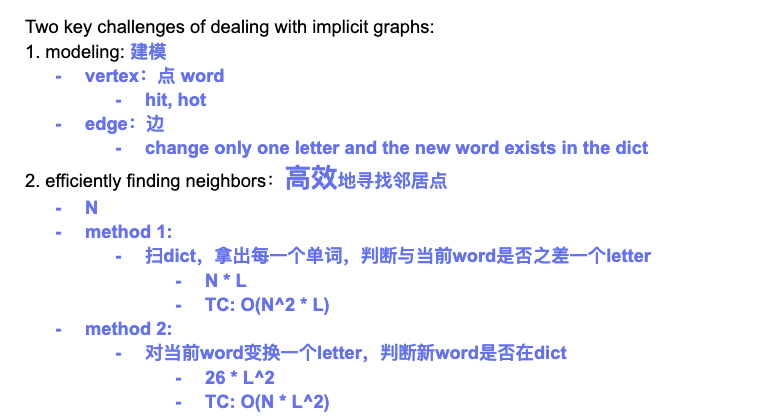 Two key challenges of dealing with implicit graphs:
1. modeling: 建模
- vertex：点 word
- hit, hot
- edge：边
- change only one letter and the new word exists in the dict
2. efficiently finding neighbors：高效地寻找邻居点
- N
- method 1:
- 扫dict，拿出每一个单词，判断与当前word是否之差一个letter
- N * L
- TC: O(N^2 * L)
- method 2:
- 对当前word变换一个letter，判断新word是否在dict
- 26 * L^2
- TC: O(N * L^2)